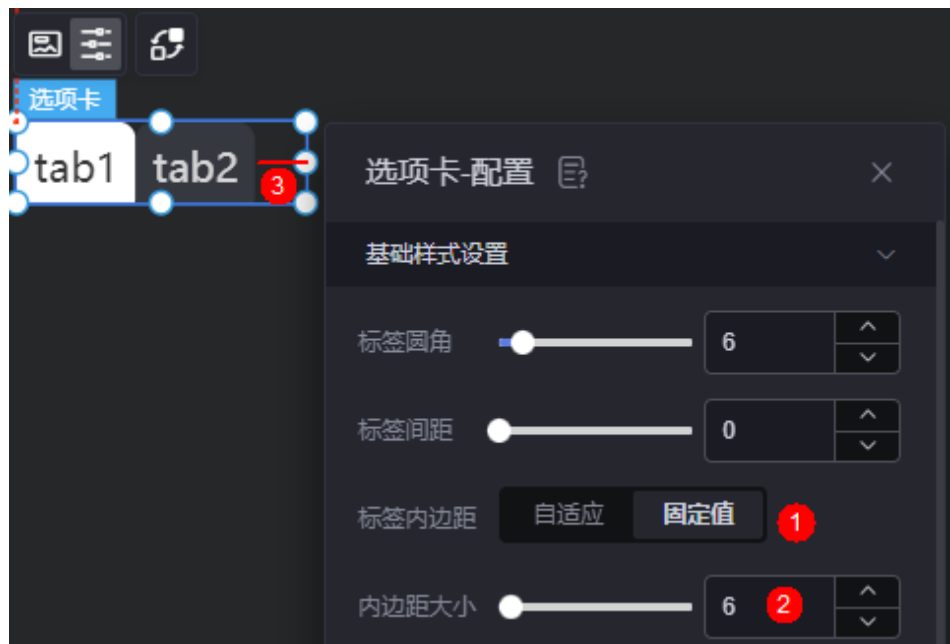 选项卡
tab1 tab2
3
选项卡-配置
基础样式设置
标签圆角 6
标签间距 0
标签内边距 自适应 固定值 1
内边距大小 6 2